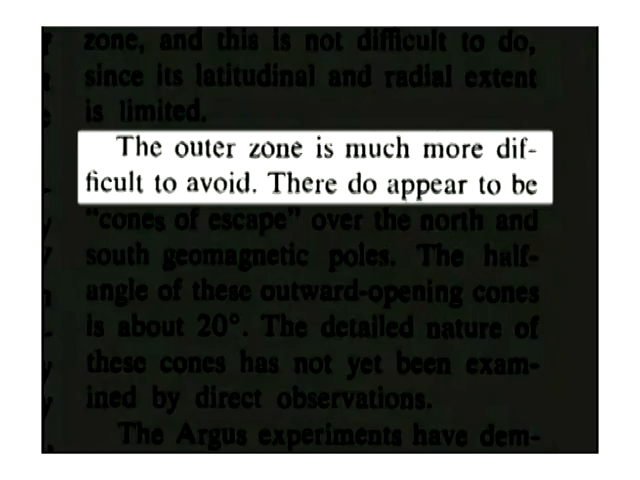 zone, and this is not difficult to do,
since its latitudinal and radial extent
is limited.
The outer zone is much more dif-
ficult to avoid. There do appear to be
"cones of escape" over the north and
south geomagnetic poles. The half-
angle of these outward-opening cones
is about 20°. The detailed nature of
these cones has not yet been exam-
ined by direct observations.
The Argus experiments have dem-